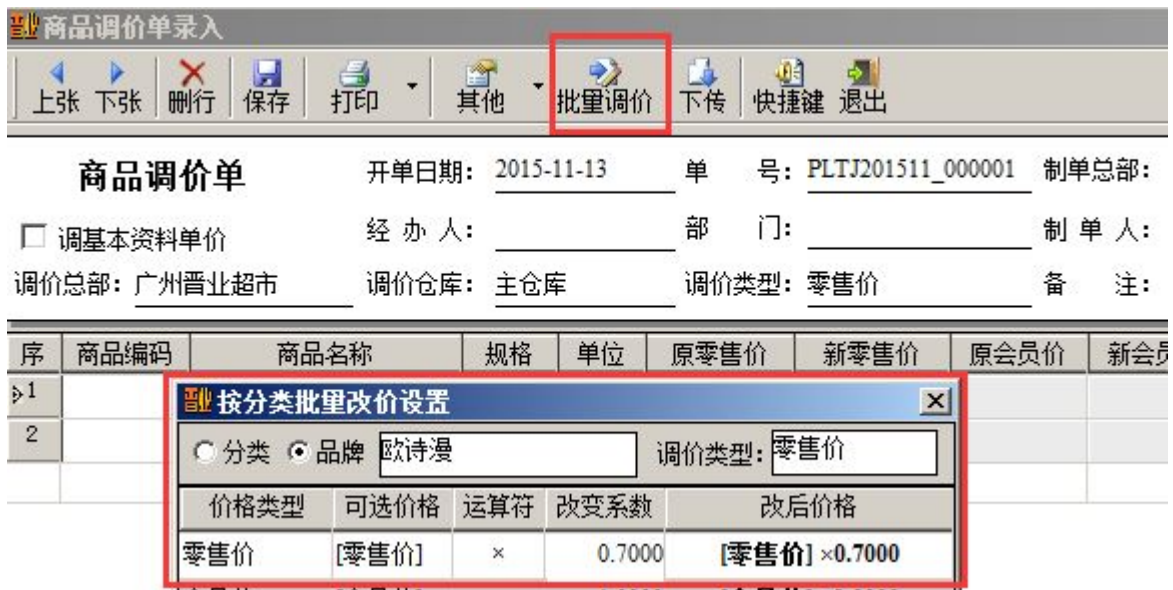 商品调价单录入
上张 下张 删行 保存 打印 其他 批量调价 下传 快捷键 退出
商品调价单 开单日期: 2015-11-13 单 号: PLTJ201511_000001 制单总部:
调基本资料单价 经 办 人: 部 门: 制 单 人:
调价总部: 广州晋业超市 调价仓库: 主仓库 调价类型: 零售价 备 注:
序 商品编码 商品名称 规格 单位 原零售价 新零售价 原会员价 新会员
1
按分类批里改价设置
2
分类 品牌 欧诗漫 调价类型: 零售价
价格类型 可选价格 运算符 改变系数 改后价格
零售价 [零售价] × 0.7000 [零售价] ×0.7000